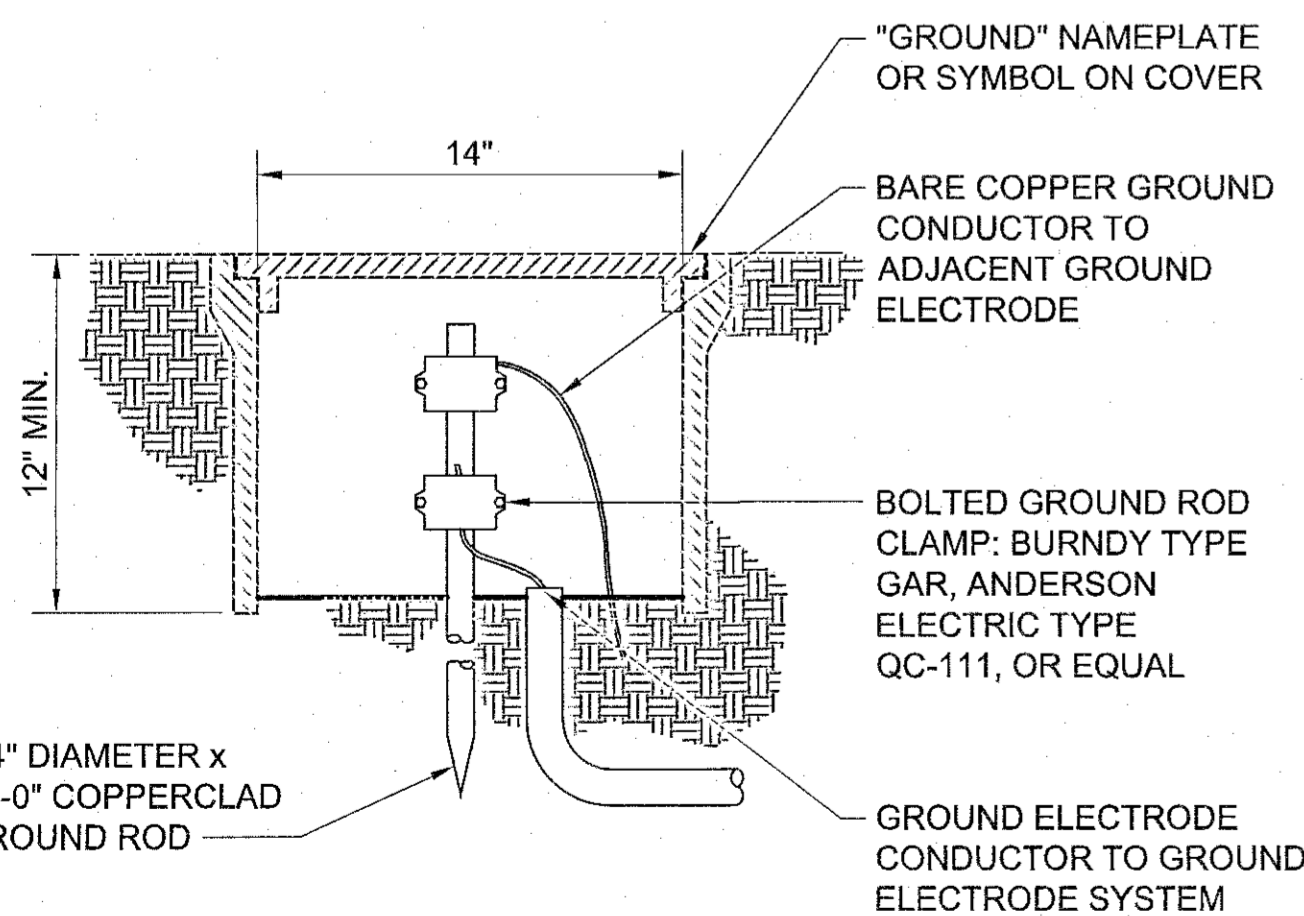 "GROUND" NAMEPLATE
OR SYMBOL ON COVER
14"
BARE COPPER GROUND
CONDUCTOR TO
ADJACENT GROUND
ELECTRODE
12" MIN.
BOLTED GROUND ROD
CLAMP: BURNDY TYPE
GAR, ANDERSON
ELECTRIC TYPE
QC-111, OR EQUAL
4" DIAMETER x
-0" COPPERCLAD
ROUND ROD
GROUND ELECTRODE
CONDUCTOR TO GROUND
ELECTRODE SYSTEM